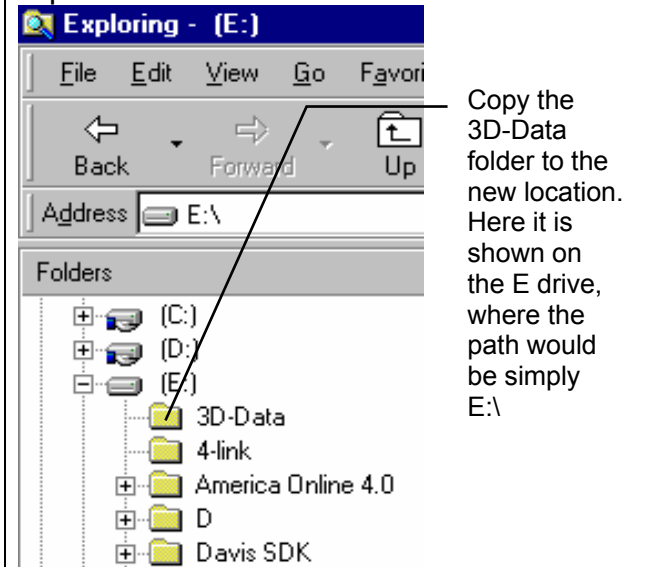 Exploring - (E:)
File Edit View Go Favori
Back Forward Up
Address E:\
Folders
(C:)
(D:)
(E:)
3D-Data
4-link
America Online 4.0
D
Davis SDK
Copy the
3D-Data
folder to the
new location.
Here it is
shown on
the E drive,
where the
path would
be simply
E:\